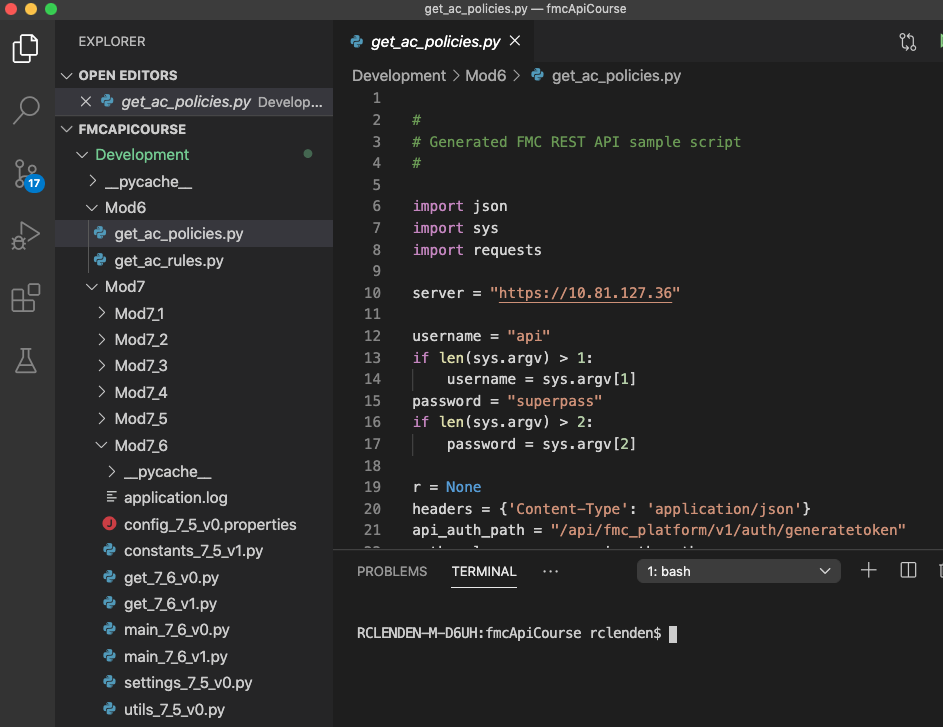 get_ac_policies.py — fmcApiCourse
EXPLORER
OPEN EDITORS
get_ac_policies.py Develop...
FMCAPICOURSE
Development
__pycache__
Mod6
get_ac_policies.py
get_ac_rules.py
Mod7
Mod7_1
Mod7_2
Mod7_3
Mod7_4
Mod7_5
Mod7_6
__pycache__
application.log
config_7_5_v0.properties
constants_7_5_v1.py
get_7_6_v0.py
get_7_6_v1.py
main_7_6_v0.py
main_7_6_v1.py
settings_7_5_v0.py
utils_7_5_v0.py
17
get_ac_policies.py
Development > Mod6 > get_ac_policies.py
1
2 #
3 # Generated FMC REST API sample script
4 #
5
6 import json
7 import sys
8 import requests
9
10 server = "https://10.81.127.36"
11
12 username = "api"
13 if len(sys.argv) > 1:
14 username = sys.argv[1]
15 password = "superpass"
16 if len(sys.argv) > 2:
17 password = sys.argv[2]
18
19 r = None
20 headers = {'Content-Type': 'application/json'}
21 api_auth_path = "/api/fmc_platform/v1/auth/generatetoken"
PROBLEMS TERMINAL ··· 1: bash
RCLENDEN-M-D6UH:fmcApiCourse rclenden$